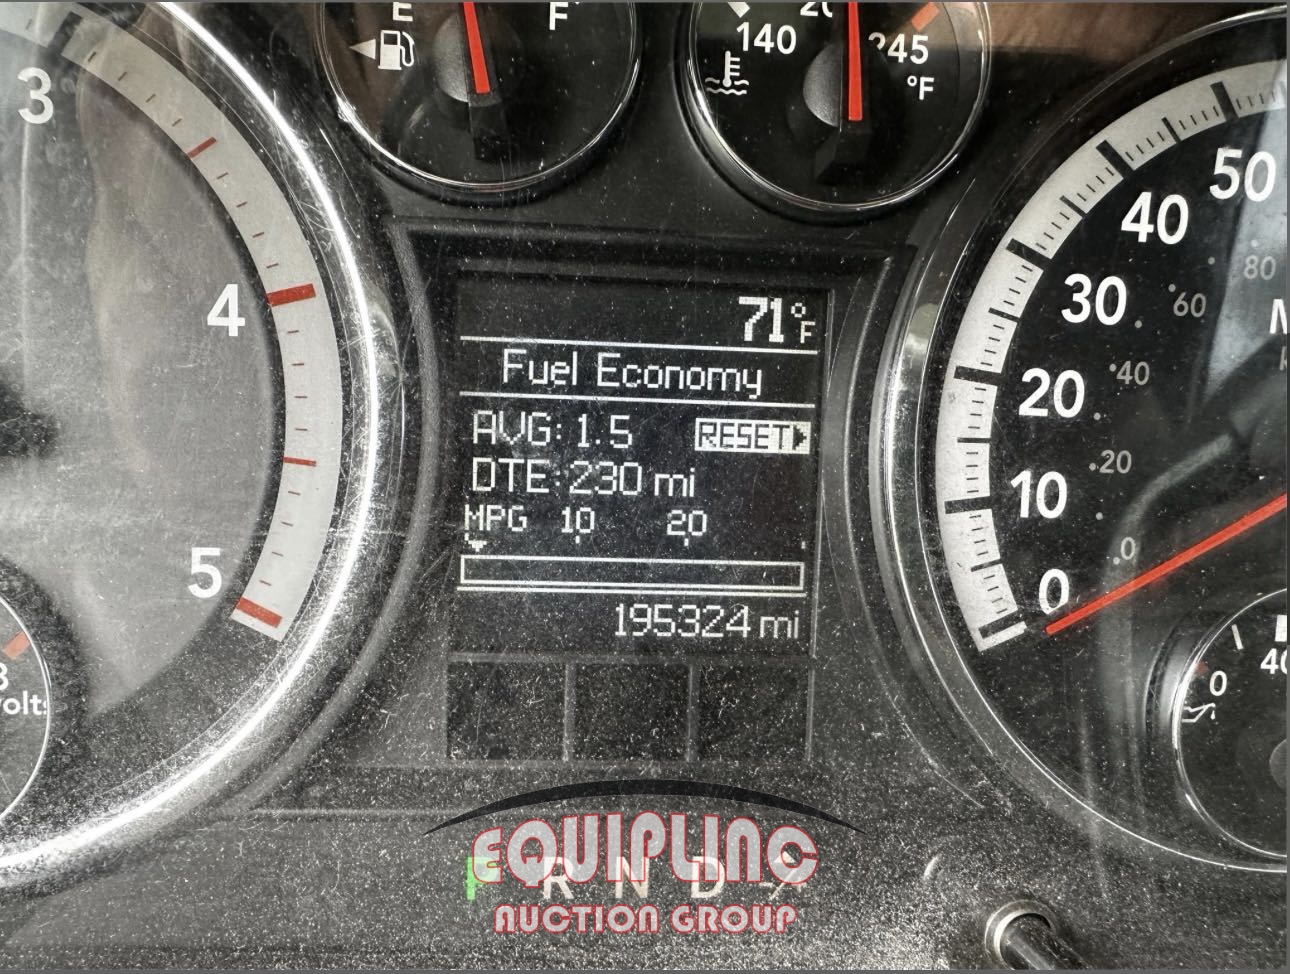 E
F
140
245
°F
3
4
5
volts
71°F
Fuel Economy
AVG: 1.5 RESET
DTE: 230 mi
MPG 10 20
195324 mi
50
40
30
20
10
0
80
60
40
20
0
0
P R N D
EQUIPLINC
AUCTION GROUP